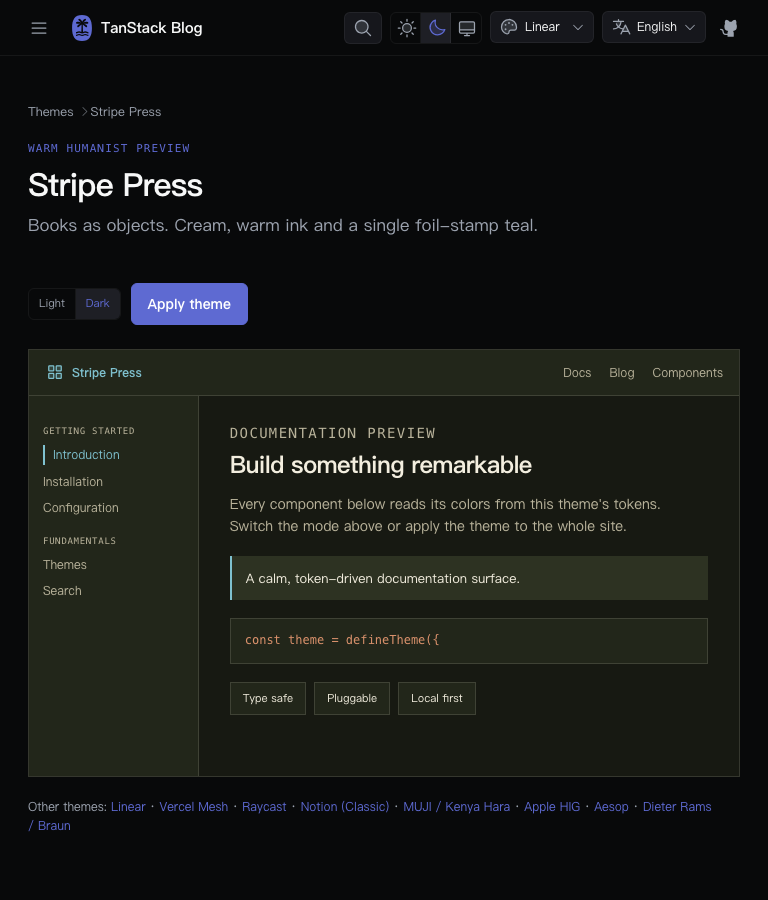 TanStack Blog
Linear
English
Themes
Stripe Press
WARM HUMANIST PREVIEW
Stripe Press
Books as objects. Cream, warm ink and a single foil-stamp teal.
Light
Dark
Apply theme
Stripe Press
Docs
Blog
Components
GETTING STARTED
Introduction
Installation
Configuration
FUNDAMENTALS
Themes
Search
DOCUMENTATION PREVIEW
Build something remarkable
Every component below reads its colors from this theme's tokens.
Switch the mode above or apply the theme to the whole site.
A calm, token-driven documentation surface.
const theme = defineTheme({
Type safe
Pluggable
Local first
Other themes: Linear · Vercel Mesh · Raycast · Notion (Classic) · MUJI / Kenya Hara · Apple HIG · Aesop · Dieter Rams
/ Braun